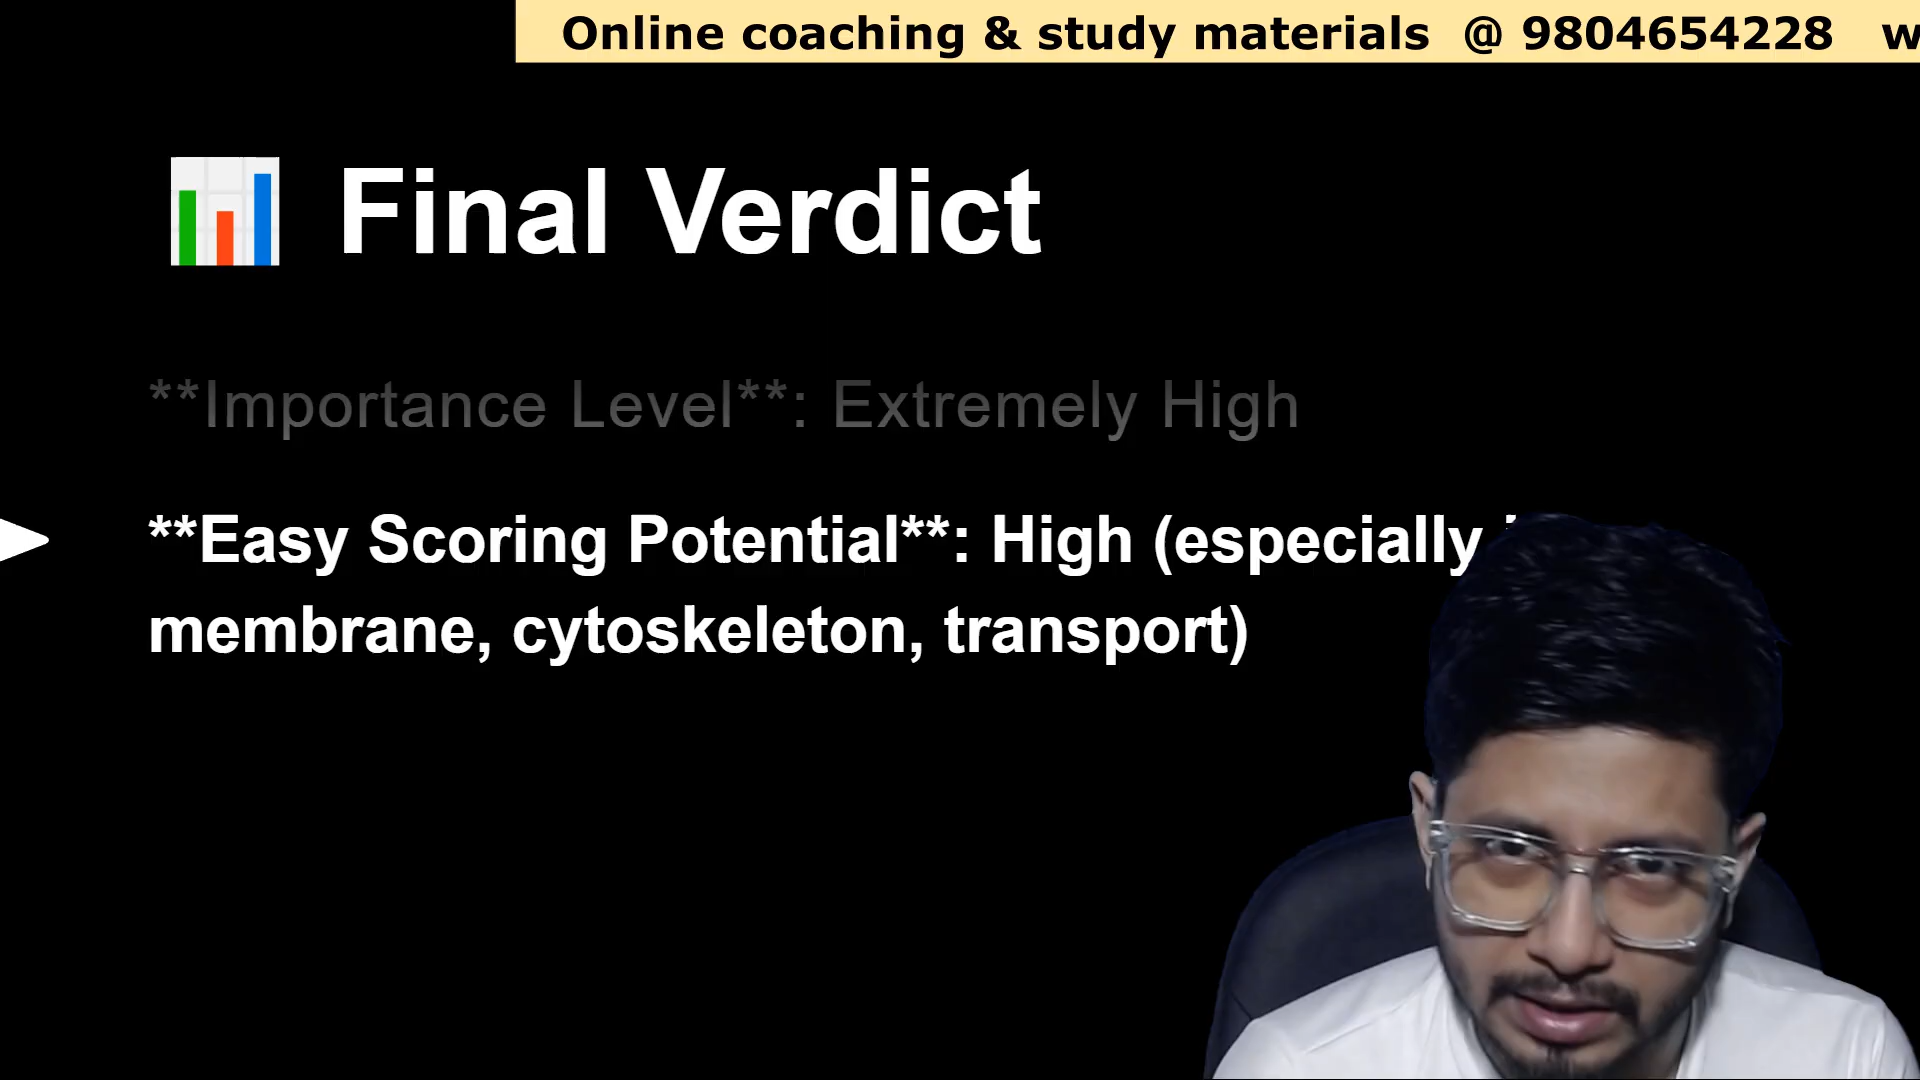 Online coaching & study materials @ 9804654228
Final Verdict
**Importance Level**: Extremely High
**Easy Scoring Potential**: High (especially
membrane, cytoskeleton, transport)